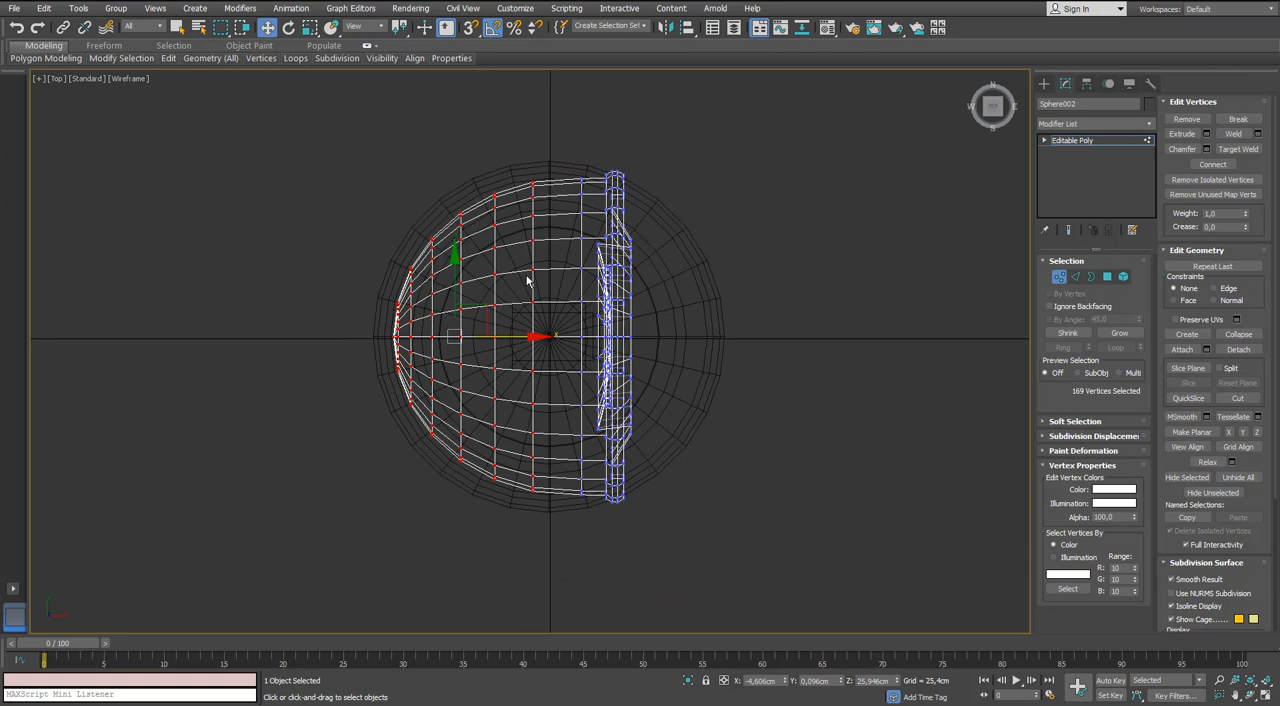 File Edit Tools Group Views Create Modifiers Animation Graph Editors Rendering Civil View Customize Scripting Interactive Content Arnold Help Sign In Workspaces: Default
All View Create Selection Set
Modeling Freeform Selection Object Paint Populate
Polygon Modeling Modify Selection Edit Geometry (All) Vertices Loops Subdivision Visibility Align Properties
[+] [Top] [Standard] [Wireframe]
N
W E
S
x
Sphere002
Modifier List
Editable Poly
Selection
By Vertex
Ignore Backfacing
By Angle: 45,0
Shrink Grow
Ring Loop
Preview Selection
Off SubObj Multi
169 Vertices Selected
Soft Selection
Subdivision Displacement
Paint Deformation
Vertex Properties
Edit Vertex Colors
Color:
Illumination:
Alpha: 100,0
Select Vertices By
Color Range:
Illumination R: 10
G: 10
Select B: 10
Edit Vertices
Remove Break
Extrude Weld
Chamfer Target Weld
Connect
Remove Isolated Vertices
Remove Unused Map Verts
Weight: 1,0
Crease: 0,0
Edit Geometry
Repeat Last
Constraints
None Edge
Face Normal
Preserve UVs
Create Collapse
Attach Detach
Slice Plane Split
Slice Reset Plane
QuickSlice Cut
MSmooth Tessellate
Make Planar X Y Z
View Align Grid Align
Relax
Hide Selected Unhide All
Hide Unselected
Named Selections:
Copy Paste
Delete Isolated Vertices
Full Interactivity
Subdivision Surface
Smooth Result
Use NURMS Subdivision
Isoline Display
Show Cage......
Display
< 0 / 100 >
0 5 10 15 20 25 30 35 40 45 50 55 60 65 70 75 80 85 90 95 100
1 Object Selected X: -4,606cm Y: 0,096cm Z: 25,946cm Grid = 25,4cm Auto Key Selected
MAXScript Mini Listener Click or click-and-drag to select objects Add Time Tag 0 Set Key Key Filters...